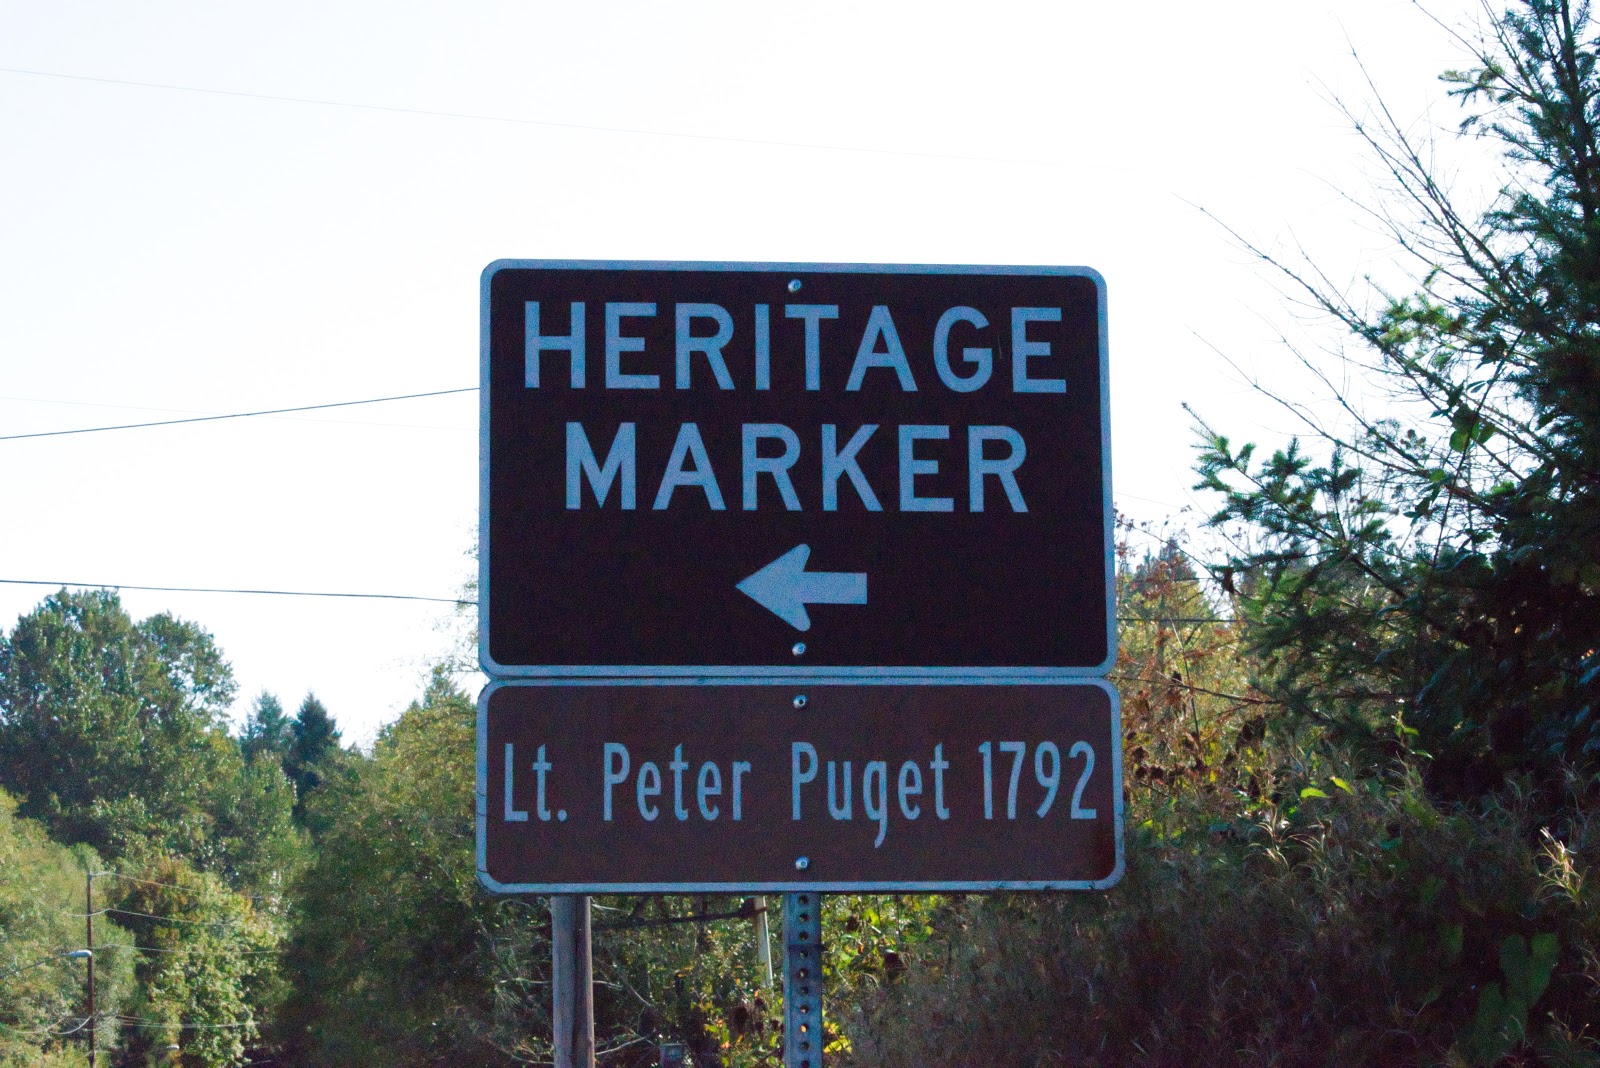 HERITAGE
MARKER
Lt. Peter Puget 1792